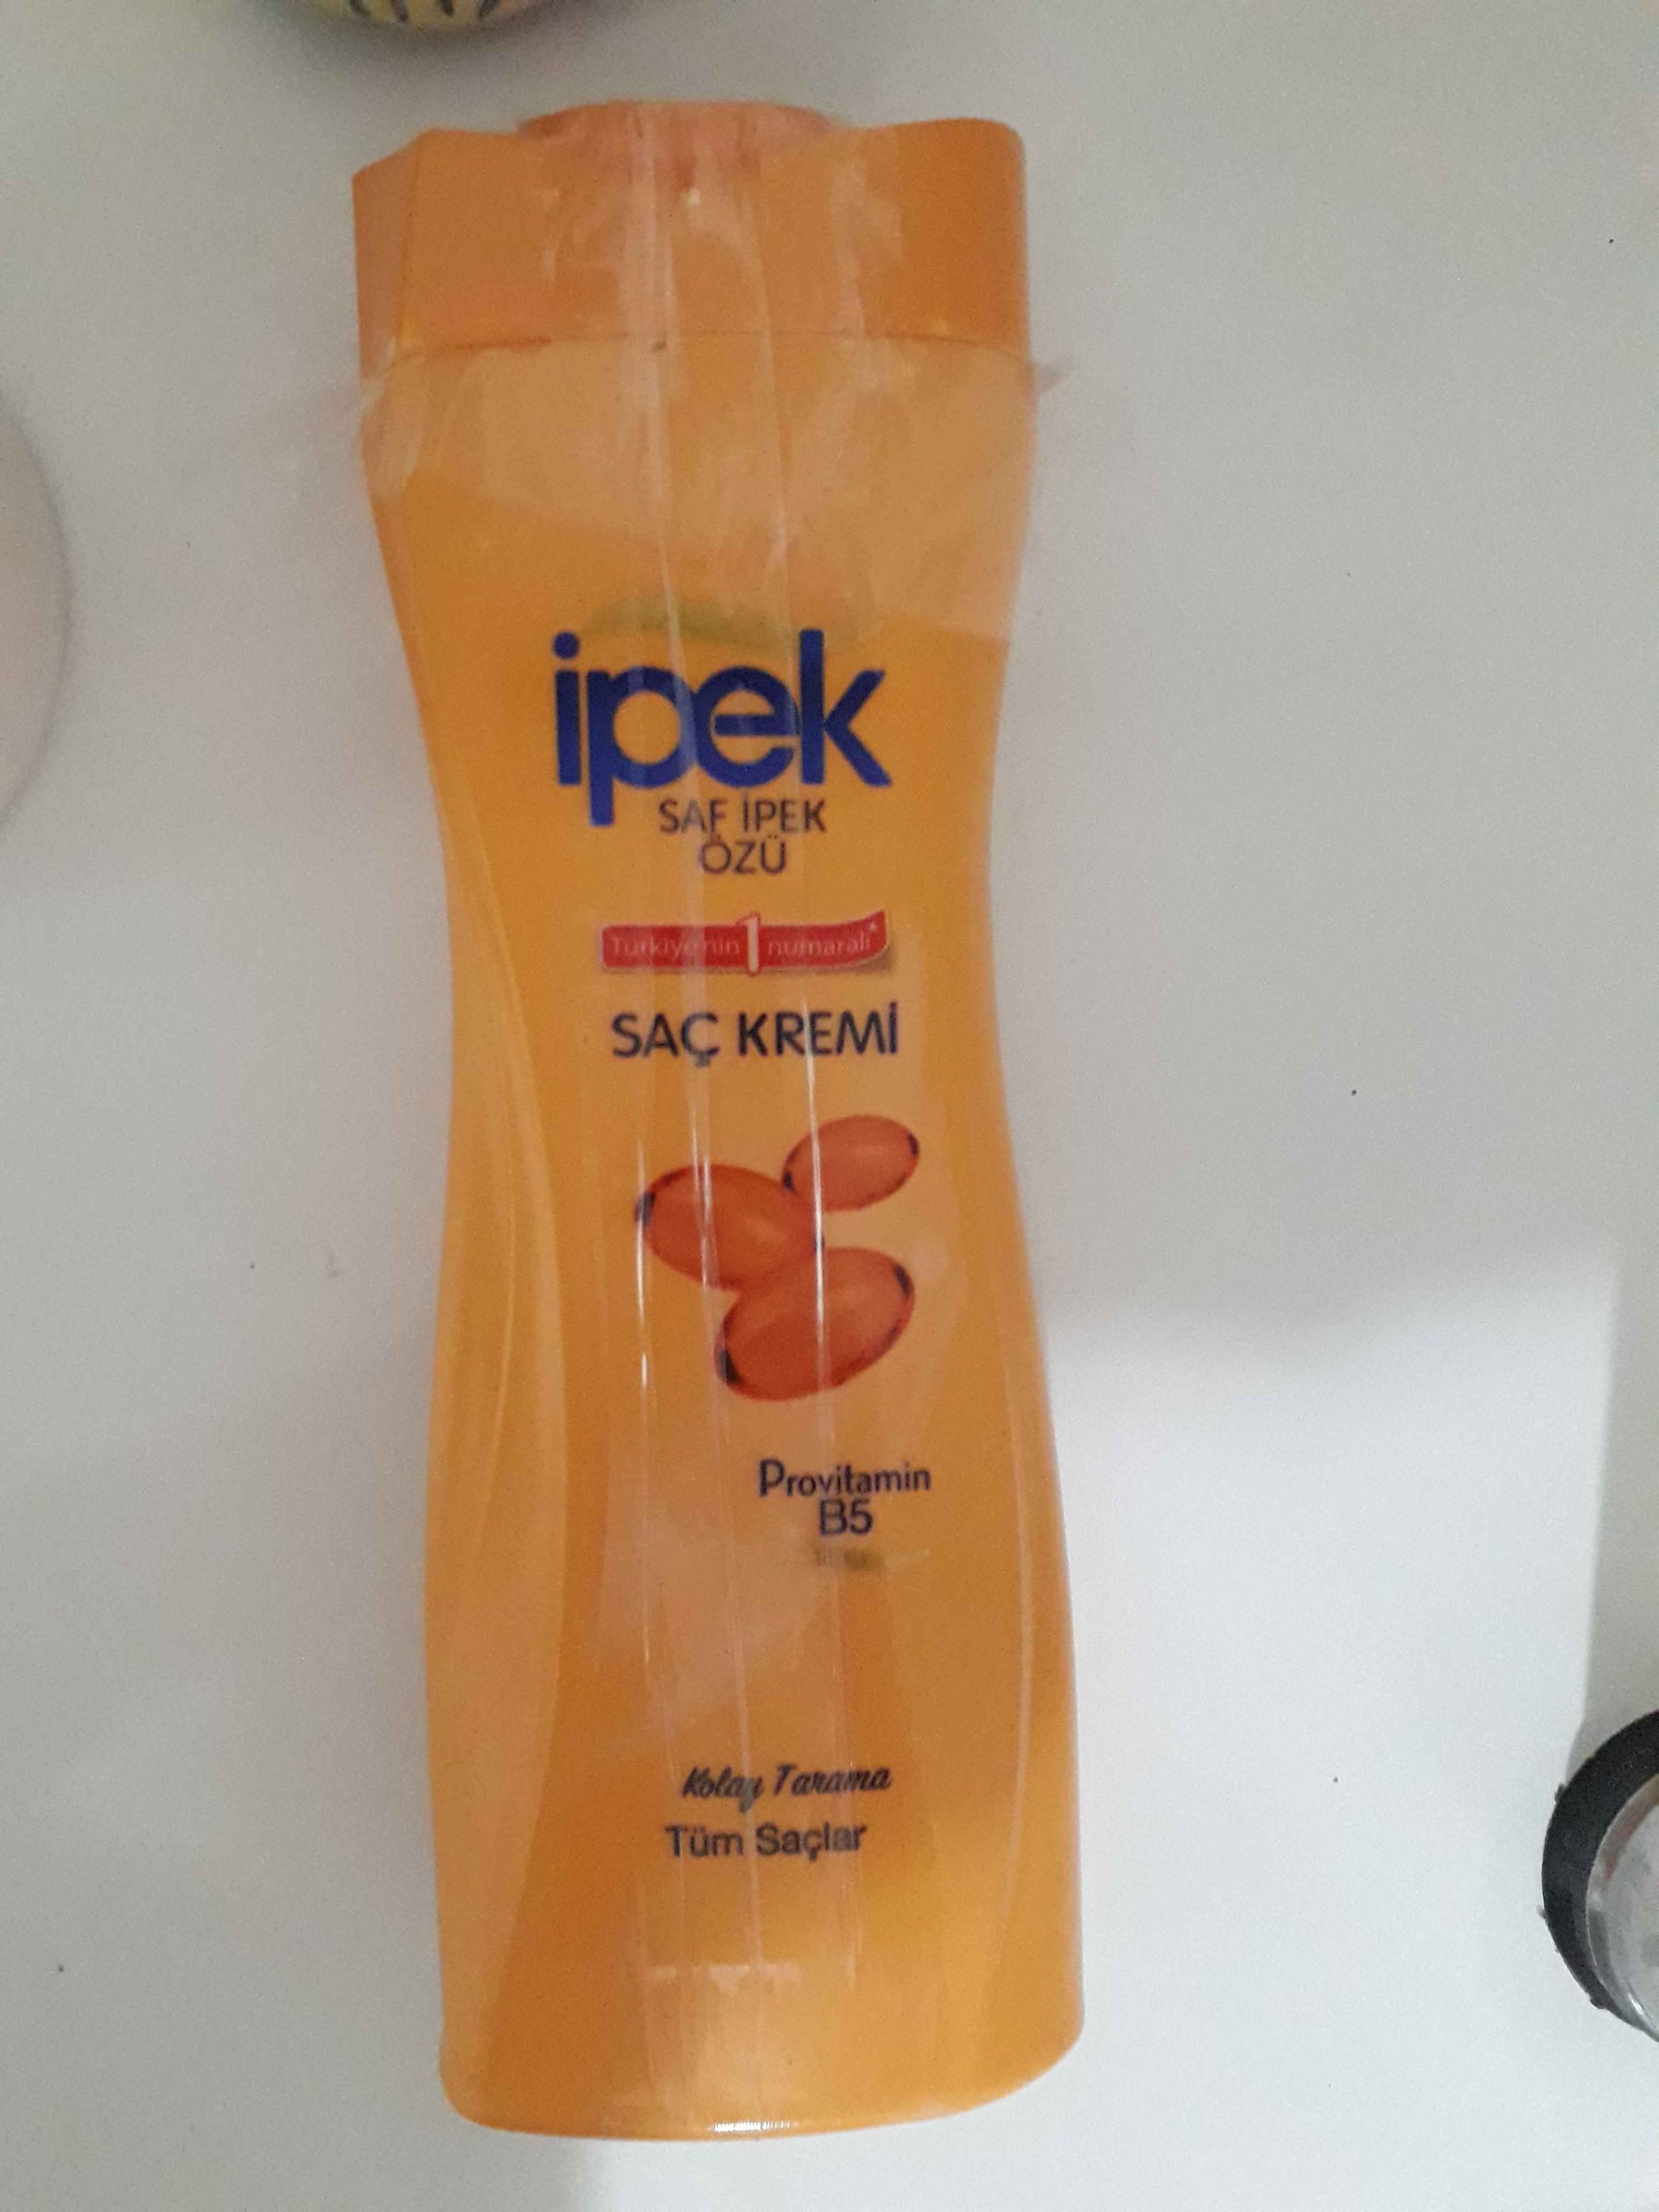 ipek
SAF İPEK
ÖZÜ
Türkiye'nin 1 numaralı*
SAÇ KREMİ
Provitamin
B5
Kolay Tarama
Tüm Saçlar